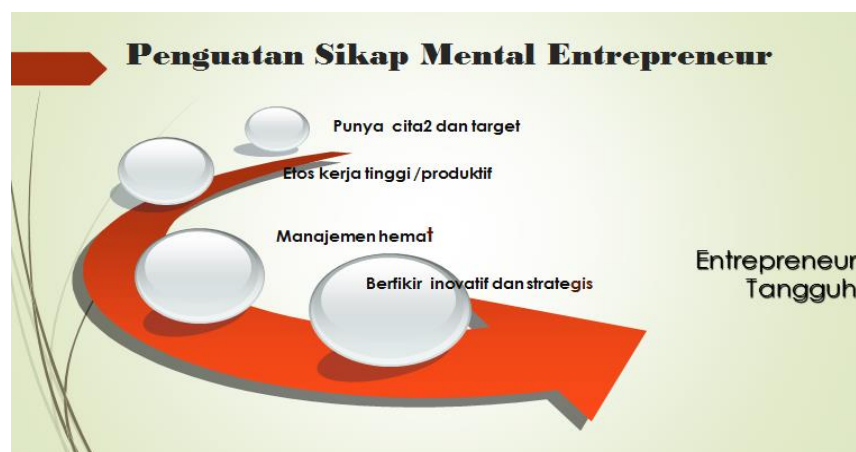 Penguatan Sikap Mental Entrepreneur
Punya cita2 dan target
Etos kerja tinggi /produktif
Manajemen hemat
Berfikir inovatif dan strategis
Entrepreneur
Tangguh